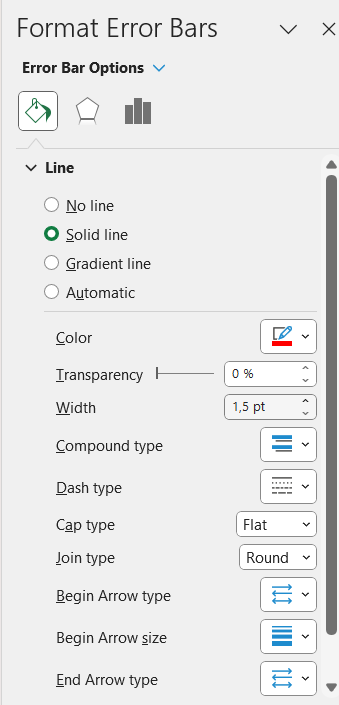 Format Error Bars
Error Bar Options
Line
No line
Solid line
Gradient line
Automatic
Color
Transparency 0 %
Width 1,5 pt
Compound type
Dash type
Cap type Flat
Join type Round
Begin Arrow type
Begin Arrow size
End Arrow type